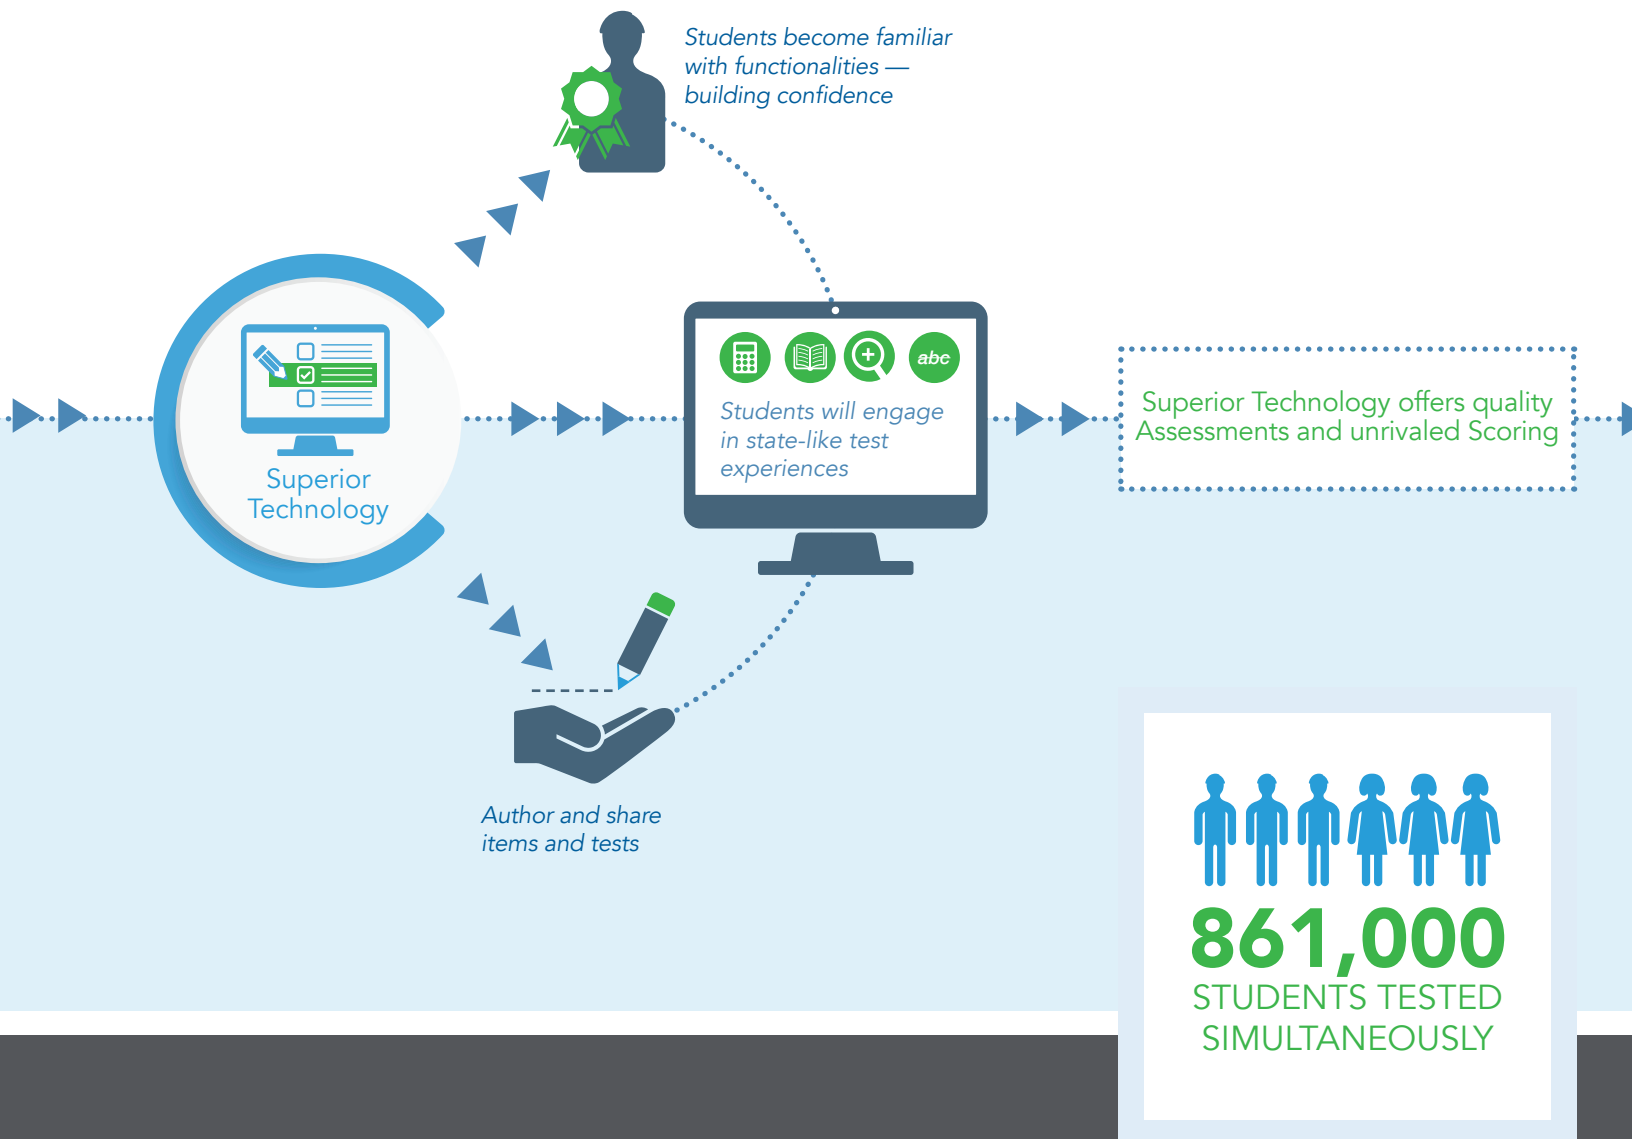 Students become familiar
with functionalities —
building confidence
Superior
Technology
abc
Students will engage
in state-like test
experiences
Superior Technology offers quality
Assessments and unrivaled Scoring
Author and share
items and tests
861,000
STUDENTS TESTED
SIMULTANEOUSLY